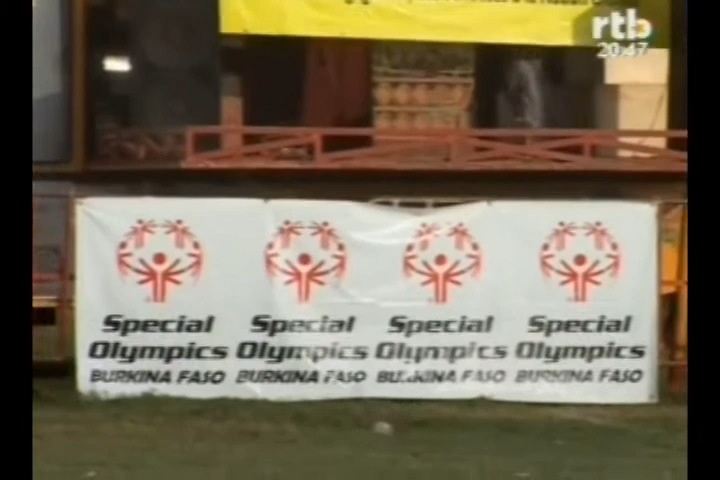 rtb
20:47
Special Special Special Special
Olympics Olympics Olympics Olympics
BURKINA FASO BURKINA FASO BURKINA FASO BURKINA FASO